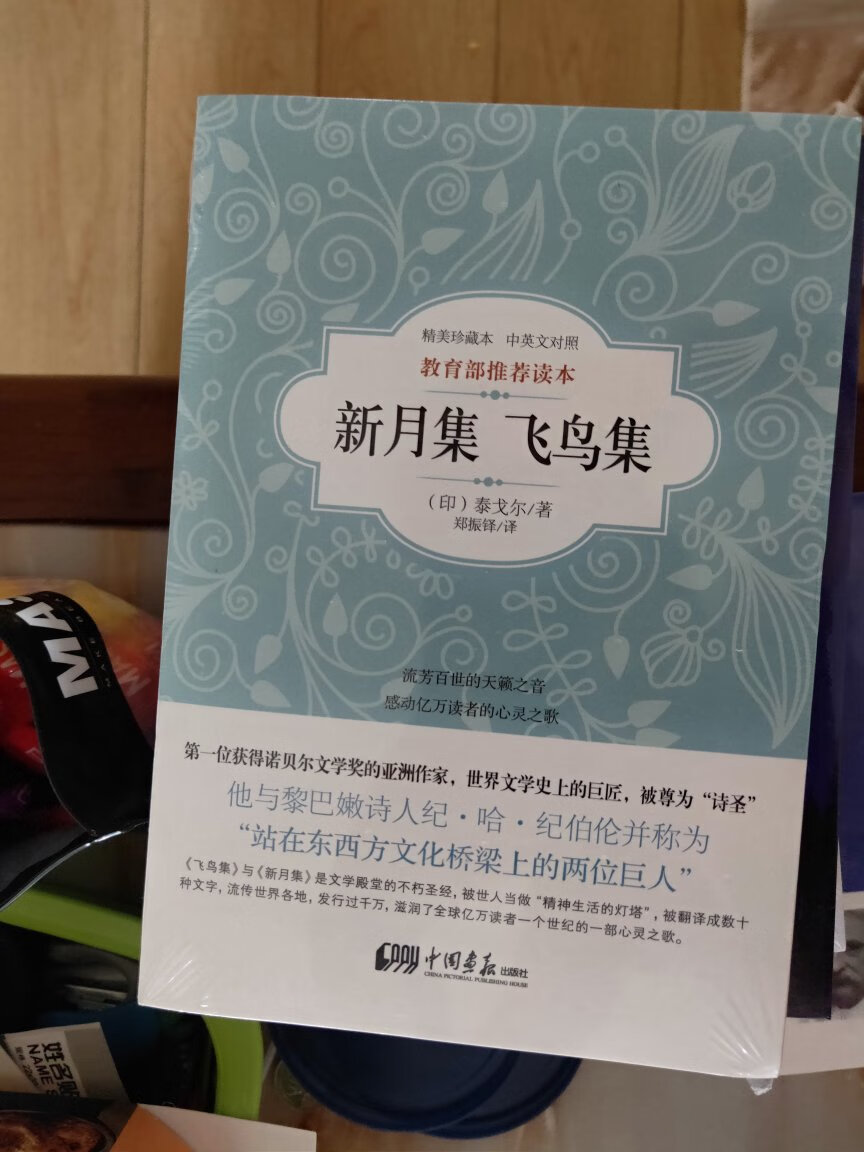 精美珍藏本 中英文对照
教育部推荐读本
新月集 飞鸟集
（印）泰戈尔/著
郑振铎/译
流芳百世的天籁之音
感动亿万读者的心灵之歌
第一位获得诺贝尔文学奖的亚洲作家，世界文学史上的巨匠，被尊为“诗圣”
他与黎巴嫩诗人纪·哈·纪伯伦并称为
“站在东西方文化桥梁上的两位巨人”
《飞鸟集》与《新月集》是文学殿堂的不朽圣经，被世人当做“精神生活的灯塔”，被翻译成数十
种文字，流传世界各地，发行过千万，滋润了全球亿万读者一个世纪的一部心灵之歌。
CPPH 中国画报 出版社
CHINA PICTORIAL PUBLISHING HOUSE
MA
姓名贴
NAME S